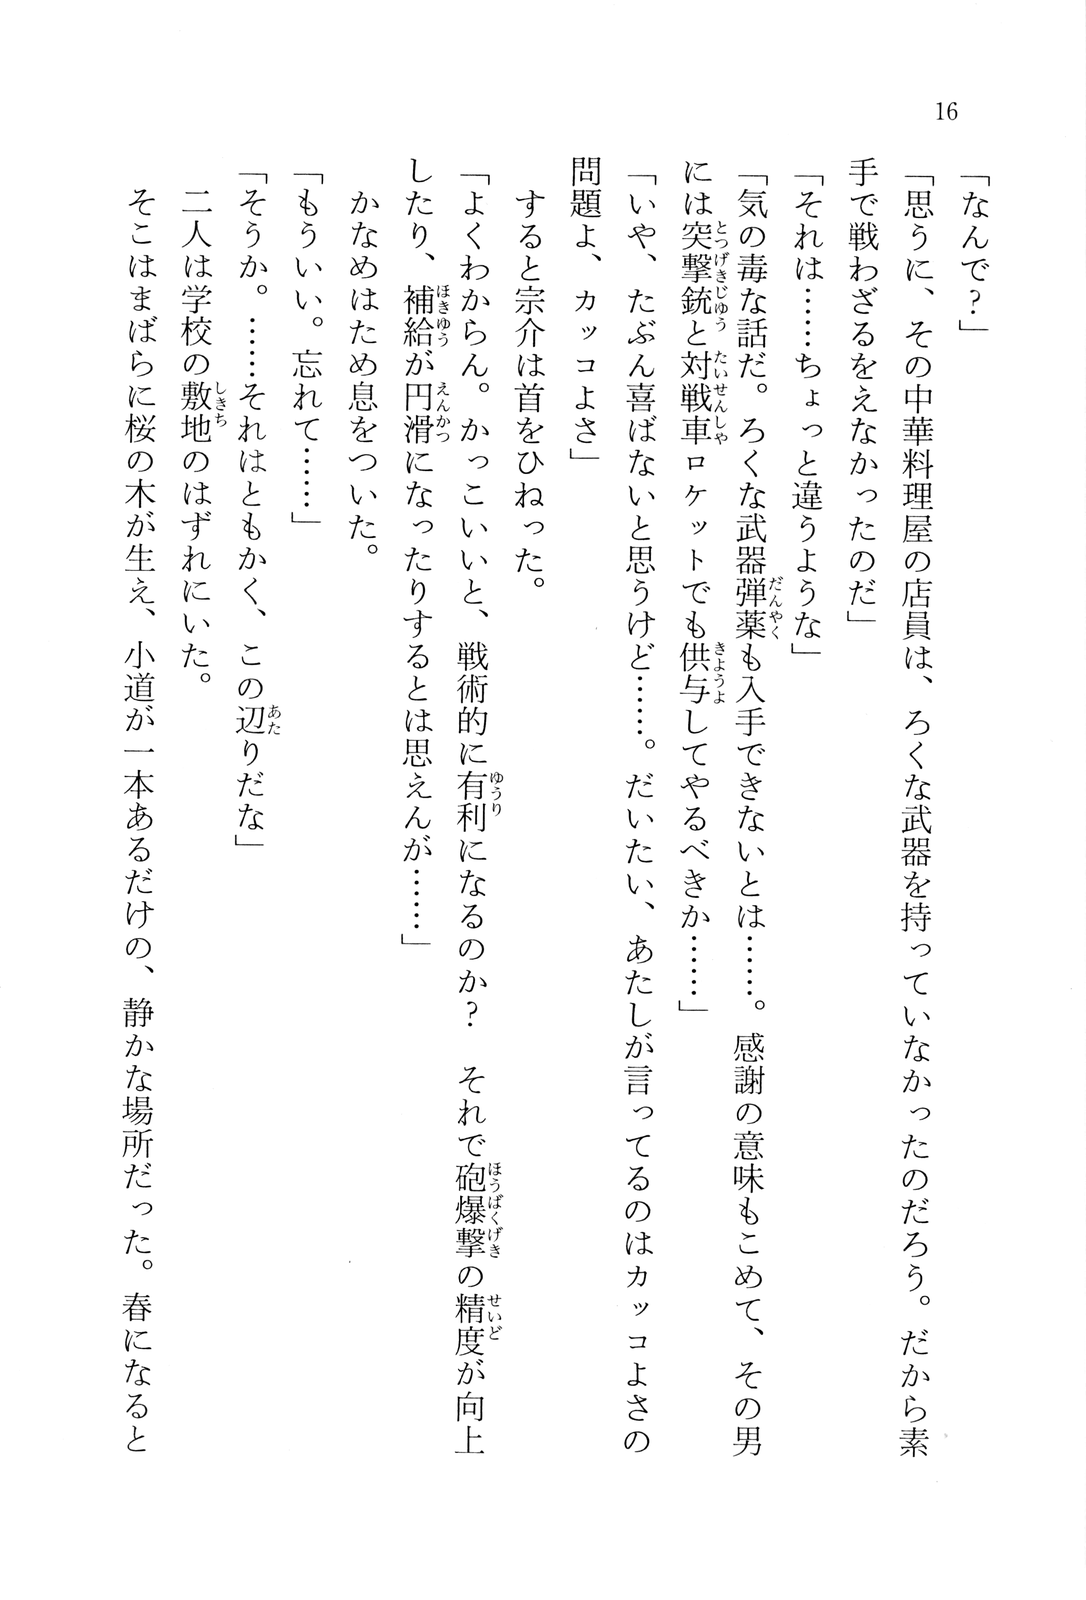 16
「なんで？」
「思うに、その中華料理屋の店員は、ろくな武器を持っていなかったのだろう。だから素
手で戦わざるをえなかったのだ」
「それは……ちょっと違うような」
「気の毒な話だ。ろくな武器弾薬も入手できないとは……。感謝の意味もこめて、その男
には突撃銃と対戦車ロケットでも供与してやるべきか……」
「いや、たぶん喜ばないと思うけど……。だいたい、あたしが言ってるのはカッコよさの
問題よ、カッコよさ」
　すると宗介は首をひねった。
「よくわからん。かっこいいと、戦術的に有利になるのか？　それで砲爆撃の精度が向上
したり、補給が円滑になったりするとは思えんが……」
　かなめはため息をついた。
「もういい。忘れて……」
「そうか。……それはともかく、この辺りだな」
　二人は学校の敷地のはずれにいた。
　そこはまばらに桜の木が生え、小道が一本あるだけの、静かな場所だった。春になると